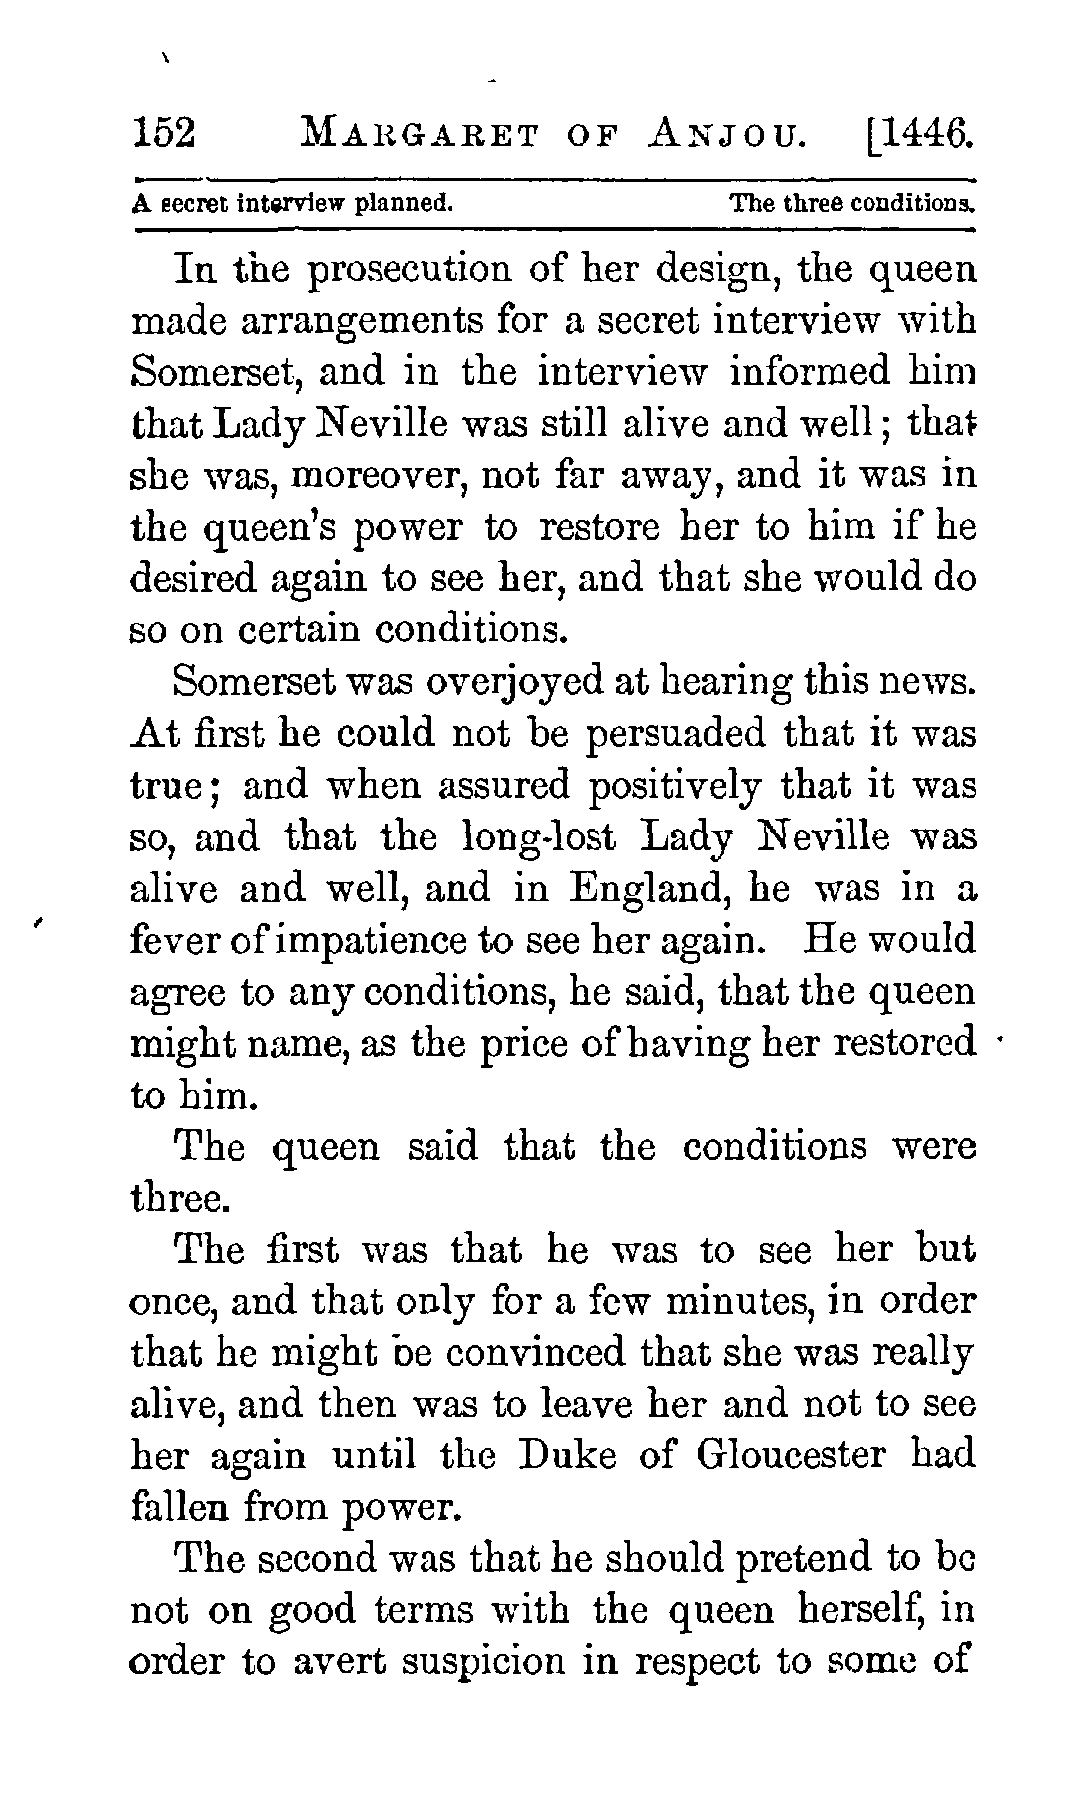 152 MARGARET OF ANJOU. [1446.
A secret interview planned. The three conditions.
In the prosecution of her design, the queen
made arrangements for a secret interview with
Somerset, and in the interview informed him
that Lady Neville was still alive and well; that
she was, moreover, not far away, and it was in
the queen's power to restore her to him if he
desired again to see her, and that she would do
so on certain conditions.
Somerset was overjoyed at hearing this news.
At first he could not be persuaded that it was
true; and when assured positively that it was
so, and that the long-lost Lady Neville was
alive and well, and in England, he was in a
fever of impatience to see her again. He would
agree to any conditions, he said, that the queen
might name, as the price of having her restored
to him.
The queen said that the conditions were
three.
The first was that he was to see her but
once, and that only for a few minutes, in order
that he might be convinced that she was really
alive, and then was to leave her and not to see
her again until the Duke of Gloucester had
fallen from power.
The second was that he should pretend to be
not on good terms with the queen herself, in
order to avert suspicion in respect to some of